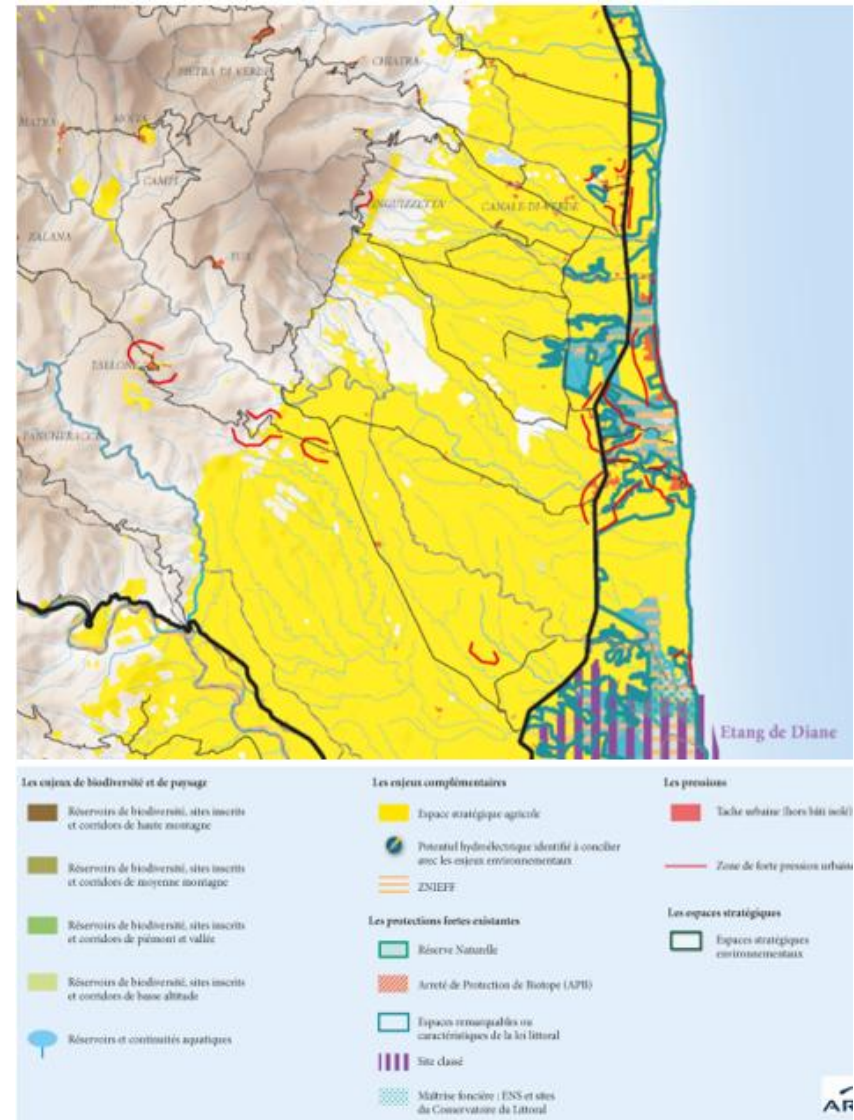 CHIATRA
PIETRA DI VERDE
MATRA
MOITA
CAMPI
CANALE-DI-VERDE
ZALANA
TALLONE
PANCHERACCIA
Etang de Diane
Les enjeux de biodiversité et de paysage
Réservoirs de biodiversité, sites inscrits
et corridors de haute montagne
Réservoirs de biodiversité, sites inscrits
et corridors de moyenne montagne
Réservoirs de biodiversité, sites inscrits
et corridors de piémont et vallée
Réservoirs de biodiversité, sites inscrits
et corridors de basse altitude
Réservoirs et continuités aquatiques
Les enjeux complémentaires
Espace stratégique agricole
Potentiel hydroélectrique identifié à concilier
avec les enjeux environnementaux
ZNIEFF
Les protections fortes existantes
Réserve Naturelle
Arreté de Protection de Biotope (APB)
Espaces remarquables ou
caractéristiques de la loi littoral
Site classé
Maîtrise foncière : ENS et sites
du Conservatoire du Littoral
Les pressions
Tache urbaine (hors bâti isolé)
Zone de forte pression urbaine
Les espaces stratégiques
Espaces stratégiques
environnementaux